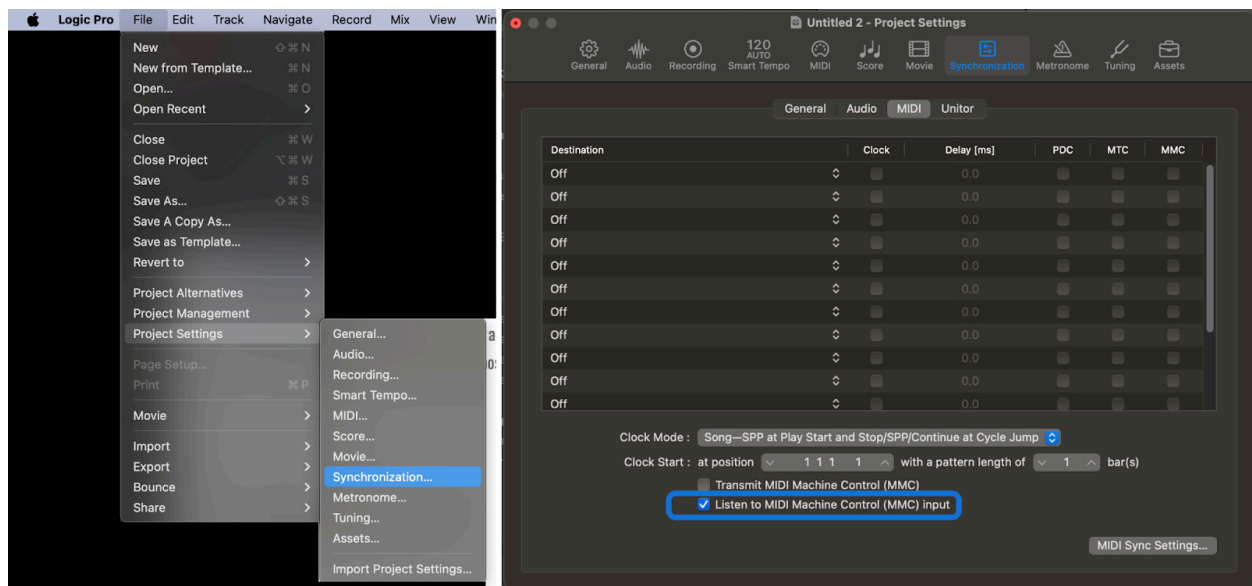 Logic Pro File Edit Track Navigate Record Mix View Win
New ⇧⌘N
New from Template... ⌘N
Open... ⌘O
Open Recent
Close ⌘W
Close Project ⌥⌘W
Save ⌘S
Save As... ⇧⌘S
Save A Copy As...
Save as Template...
Revert to
Project Alternatives
Project Management
Project Settings
Page Setup...
Print ⌘P
Movie
Import
Export
Bounce
Share
General...
Audio...
Recording...
Smart Tempo...
MIDI...
Score...
Movie...
Synchronization...
Metronome...
Tuning...
Assets...
Import Project Settings...
Untitled 2 - Project Settings
120
AUTO
General Audio Recording Smart Tempo MIDI Score Movie Synchronization Metronome Tuning Assets
General Audio MIDI Unitor
Destination Clock Delay [ms] PDC MTC MMC
Off 0.0
Off 0.0
Off 0.0
Off 0.0
Off 0.0
Off 0.0
Off 0.0
Off 0.0
Off 0.0
Off 0.0
Off 0.0
Clock Mode : Song—SPP at Play Start and Stop/SPP/Continue at Cycle Jump
Clock Start : at position 1 1 1 1 with a pattern length of 1 bar(s)
Transmit MIDI Machine Control (MMC)
Listen to MIDI Machine Control (MMC) input
MIDI Sync Settings...